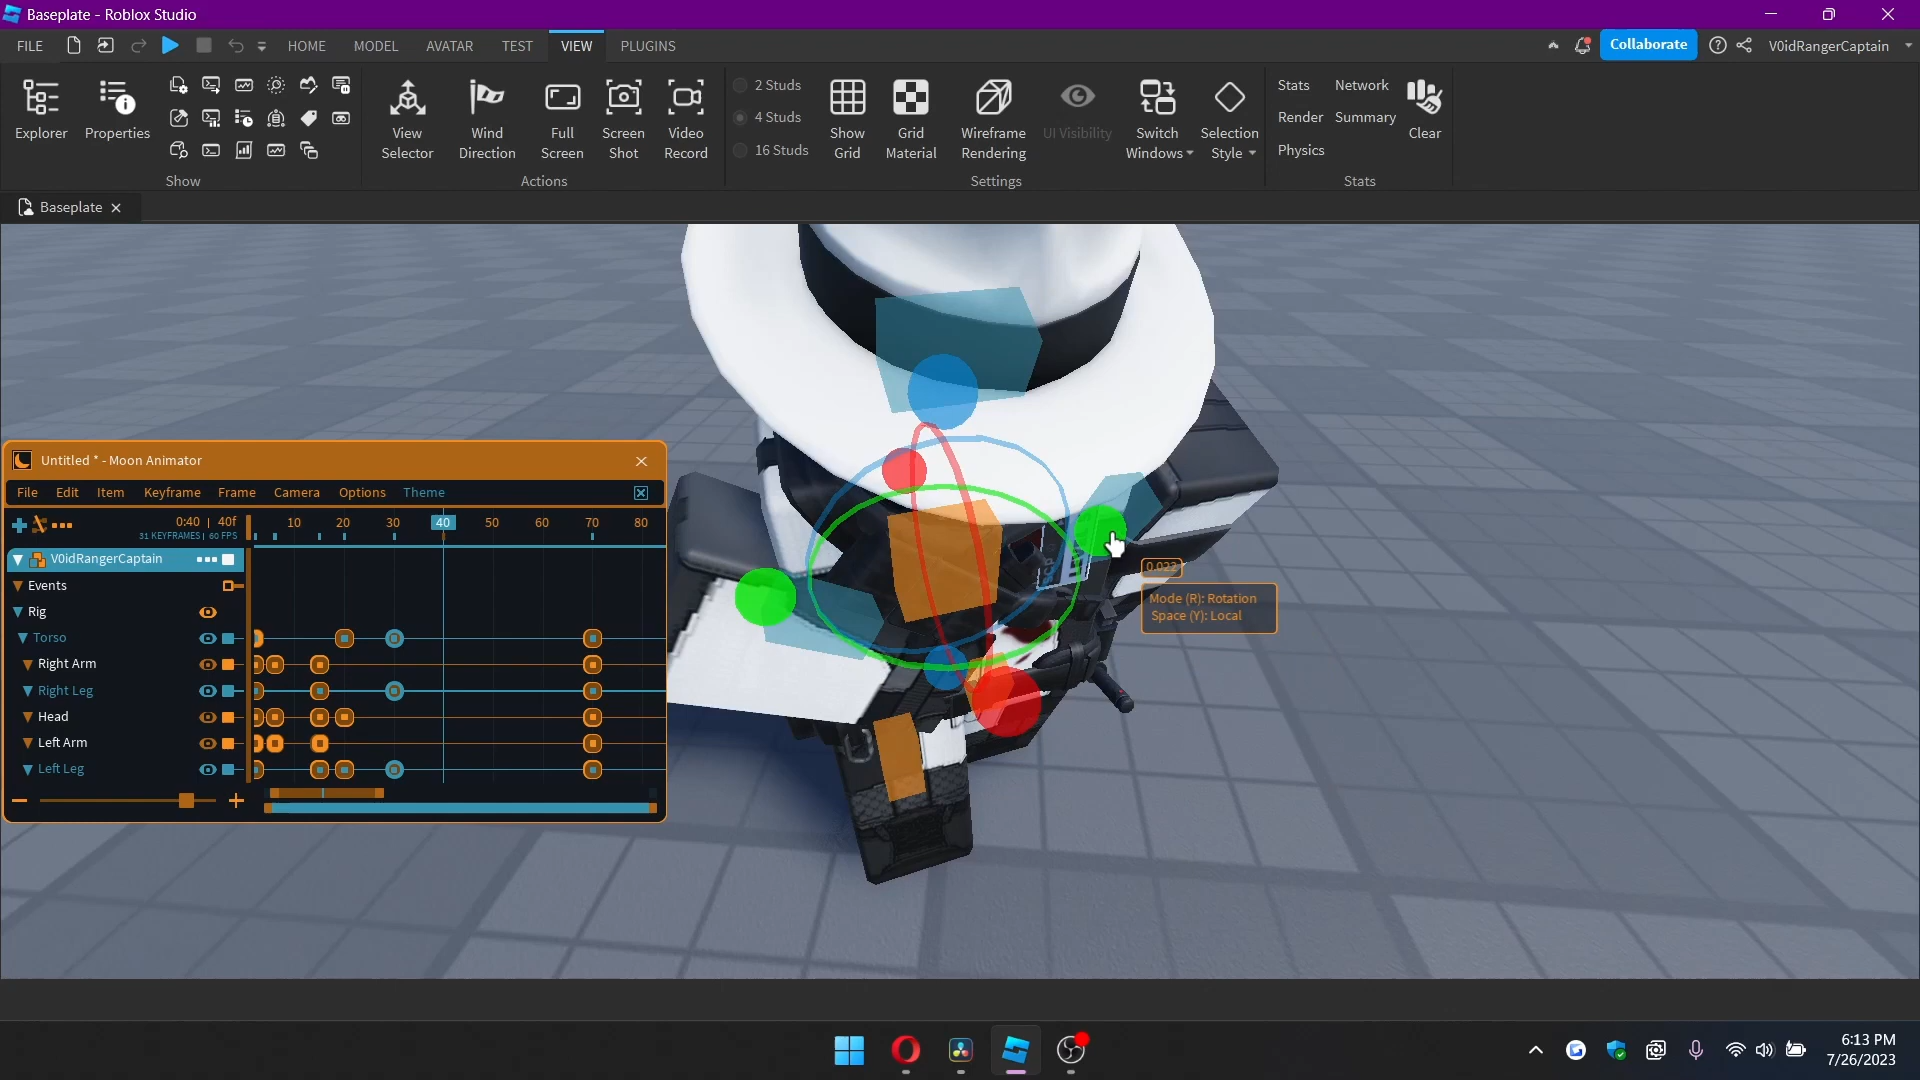 Baseplate - Roblox Studio
FILE HOME MODEL AVATAR TEST VIEW PLUGINS Collaborate V0idRangerCaptain
Explorer Properties
Show
View Selector
Wind Direction
Full Screen
Screen Shot
Video Record
Actions
2 Studs
4 Studs
16 Studs
Show Grid
Grid Material
Wireframe Rendering
UI Visibility
Switch Windows
Selection Style
Settings
Stats Network
Render Summary
Physics
Clear
Stats
Baseplate
Untitled * - Moon Animator
File Edit Item Keyframe Frame Camera Options Theme
0:40 | 40f 10 20 30 40 50 60 70 80
31 KEYFRAMES | 60 FPS
V0idRangerCaptain
Events
Rig
Torso
Right Arm
Right Leg
Head
Left Arm
Left Leg
0.022
Mode (R): Rotation
Space (Y): Local
6:13 PM
7/26/2023